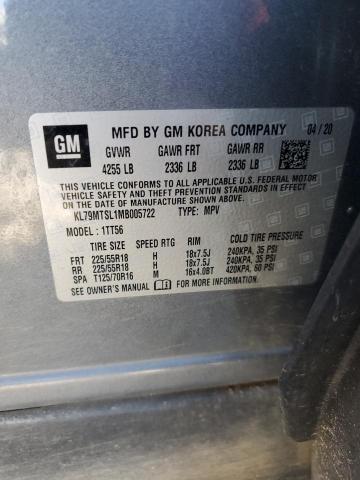 GM
MFD BY GM KOREA COMPANY 04/20
GVWR GAWR FRT GAWR RR
4255 LB 2336 LB 2336 LB
THIS VEHICLE CONFORMS TO ALL APPLICABLE U.S. FEDERAL MOTOR
VEHICLE SAFETY, BUMPER, AND THEFT PREVENTION STANDARDS IN
EFFECT ON THE DATE OF MANUFACTURE SHOWN ABOVE.
KL79MTSL1MB005722 TYPE: MPV
MODEL : 1TT56
SPEED RTG RIM COLD TIRE PRESSURE
FRT 225/55R18 H 18x7.5J 240KPA, 35 PSI
RR 225/55R18 H 18x7.5J 240KPA, 35 PSI
SPA T125/70R16 M 16x4.0BT 420KPA, 60 PSI
SEE OWNER'S MANUAL FOR MORE INFORMATION.